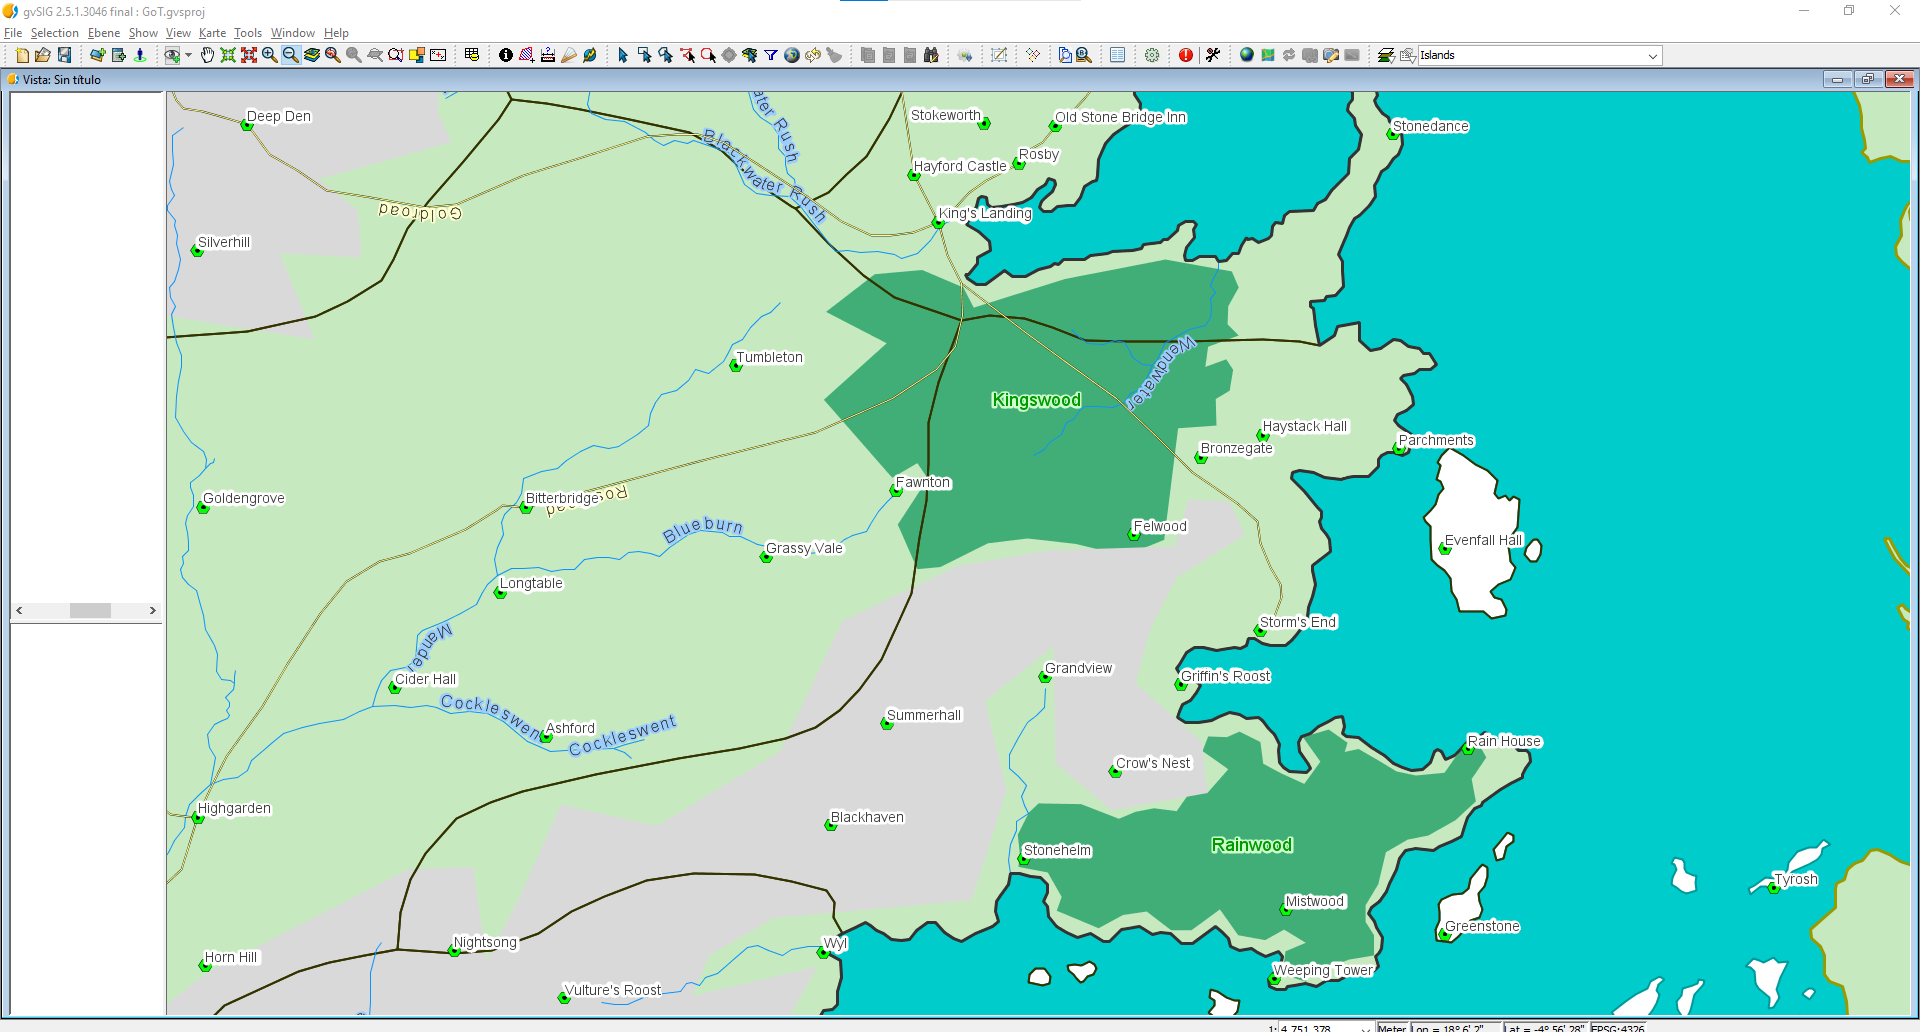 gvSIG 2.5.1.3046 final : GoT.gvsproj
File Selection Ebene Show View Karte Tools Window Help
Islands
Vista: Sin título
Deep Den
Stokeworth
Old Stone Bridge Inn
Stonedance
Blackwater Rush
ater Rush
Rosby
Hayford Castle
Goldroad
King's Landing
Silverhill
Wendwater
Tumbleton
Kingswood
Haystack Hall
Parchments
Bronzegate
Fawnton
Goldengrove
Bitterbridge
Blueburn
Felwood
Evenfall Hall
Grassy Vale
Longtable
Storm's End
Mander
Grandview
Griffin's Roost
Cider Hall
Cockleswen
Summerhall
Ashford
Cockleswent
Rain House
Crow's Nest
Highgarden
Blackhaven
Rainwood
Stonehelm
Tyrosh
Mistwood
Greenstone
Nightsong
Wyl
Horn Hill
Weeping Tower
Vulture's Roost
1: 4.751.378 Meter Lon = 18° 6' 2" Lat = -4° 56' 28" EPSG:4326